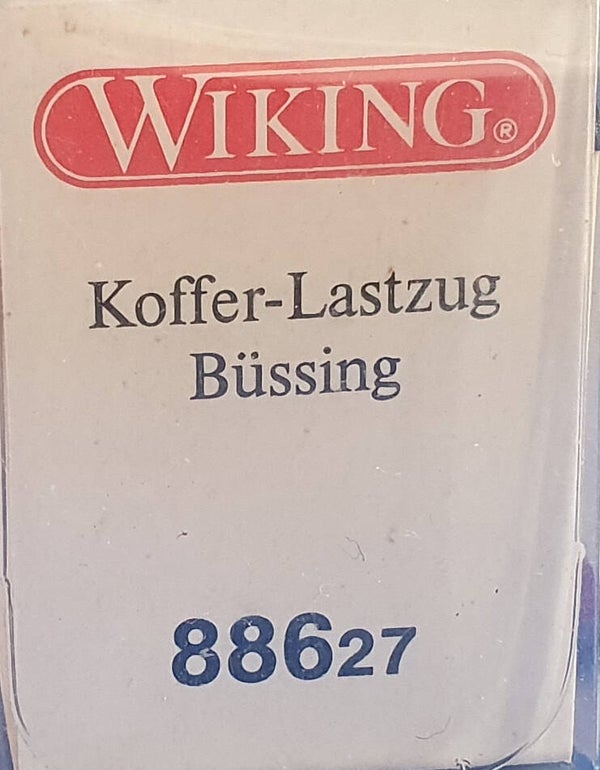 WIKING®
Koffer-Lastzug
Büssing
88627